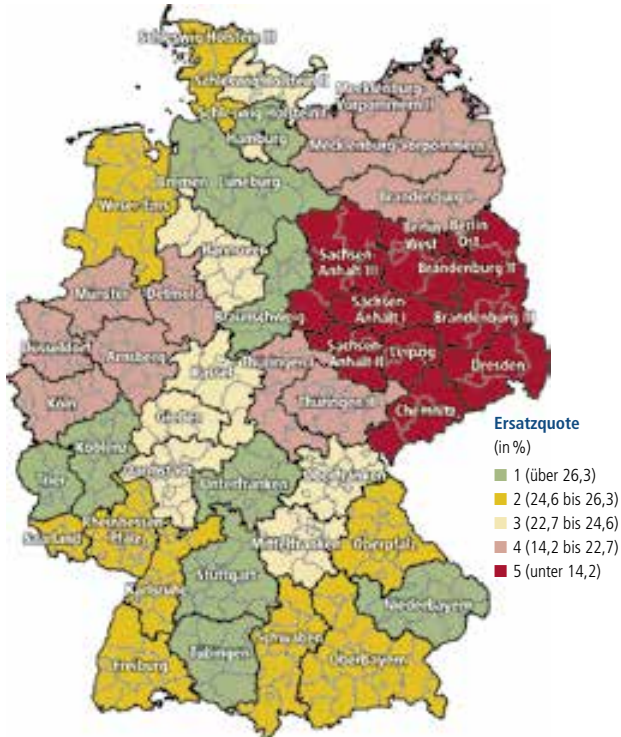 Schleswig-Holstein III
Schleswig-Holstein II
Mecklenburg-
Vorpommern II
Schleswig-Holstein I
Hamburg
Mecklenburg-Vorpommern I
Bremen
Lüneburg
Brandenburg I
Weser-Ems
Berlin
West
Berlin
Ost
Hannover
Sachsen-
Anhalt III
Brandenburg II
Münster
Detmold
Sachsen-
Anhalt I
Braunschweig
Brandenburg III
Düsseldorf
Arnsberg
Kassel
Thüringen I
Sachsen-
Anhalt II
Leipzig
Dresden
Köln
Thüringen II
Chemnitz
Gießen
Koblenz
Trier
Darmstadt
Unterfranken
Oberfranken
Saarland
Rheinhessen-
Pfalz
Mittelfranken
Oberpfalz
Karlsruhe
Stuttgart
Niederbayern
Freiburg
Tübingen
Schwaben
Oberbayern
Ersatzquote
(in %)
1 (über 26,3)
2 (24,6 bis 26,3)
3 (22,7 bis 24,6)
4 (14,2 bis 22,7)
5 (unter 14,2)